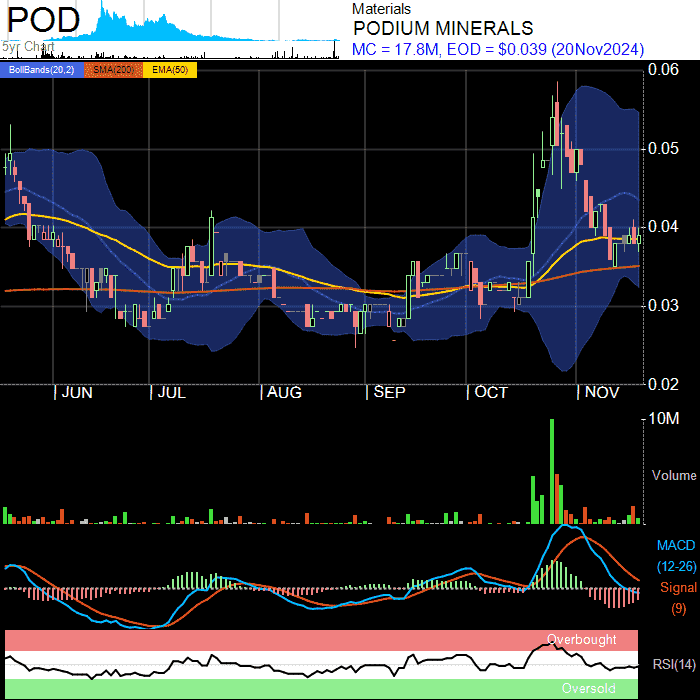 POD
5yr Chart
Materials
PODIUM MINERALS
MC = 17.8M, EOD = $0.039 (20Nov2024)
BollBands(20,2) SMA(200) EMA(50)
0.06
0.05
0.04
0.03
0.02
JUN JUL AUG SEP OCT NOV
10M
Volume
MACD
(12-26)
Signal
(9)
Overbought
RSI(14)
Oversold